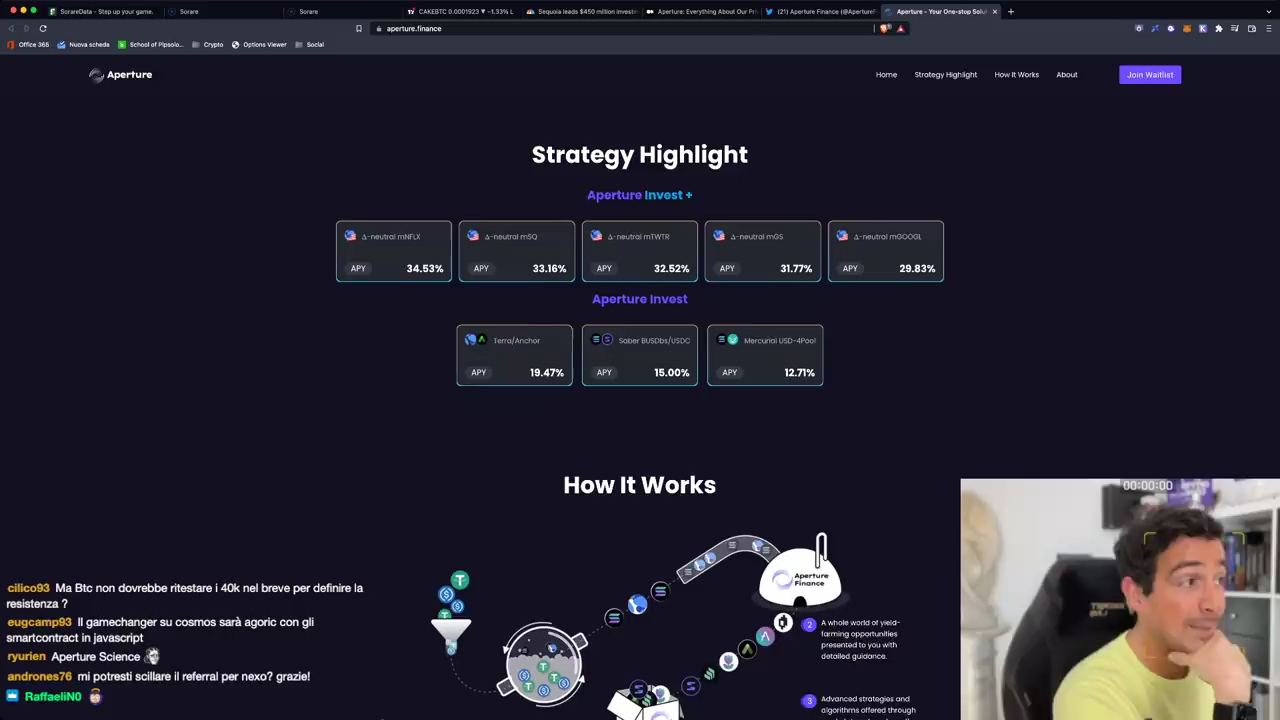 SorareData - Step up your game.
Sorare
Sorare
CAKEBTC 0.0001923 ▼ −1.33% L
Sequoia leads $450 million invest
Aperture: Everything About Our Pr
(21) Aperture Finance (@ApertureF
Aperture - Your One-stop Solu
aperture.finance
Office 365
Nuova scheda
School of Pipsolo...
Crypto
Options Viewer
Social
Aperture
Home
Strategy Highlight
How It Works
About
Join Waitlist
Strategy Highlight
Aperture Invest +
Δ-neutral mNFLX
Δ-neutral mSQ
Δ-neutral mTWTR
Δ-neutral mGS
Δ-neutral mGOOGL
APY 34.53%
APY 33.16%
APY 32.52%
APY 31.77%
APY 29.83%
Aperture Invest
Terra/Anchor
Saber BUSDbs/USDC
Mercurial USD-4Pool
APY 19.47%
APY 15.00%
APY 12.71%
How It Works
00:00:00
Aperture
Finance
2 A whole world of yield-
farming opportunities
presented to you with
detailed guidance.
3 Advanced strategies and
algorithms offered through
cilico93 Ma Btc non dovrebbe ritestare i 40k nel breve per definire la
resistenza ?
eugcamp93 Il gamechanger su cosmos sarà agoric con gli
smartcontract in javascript
ryurien Aperture Science
andrones76 mi potresti scillare il referral per nexo? grazie!
RaffaeliN0